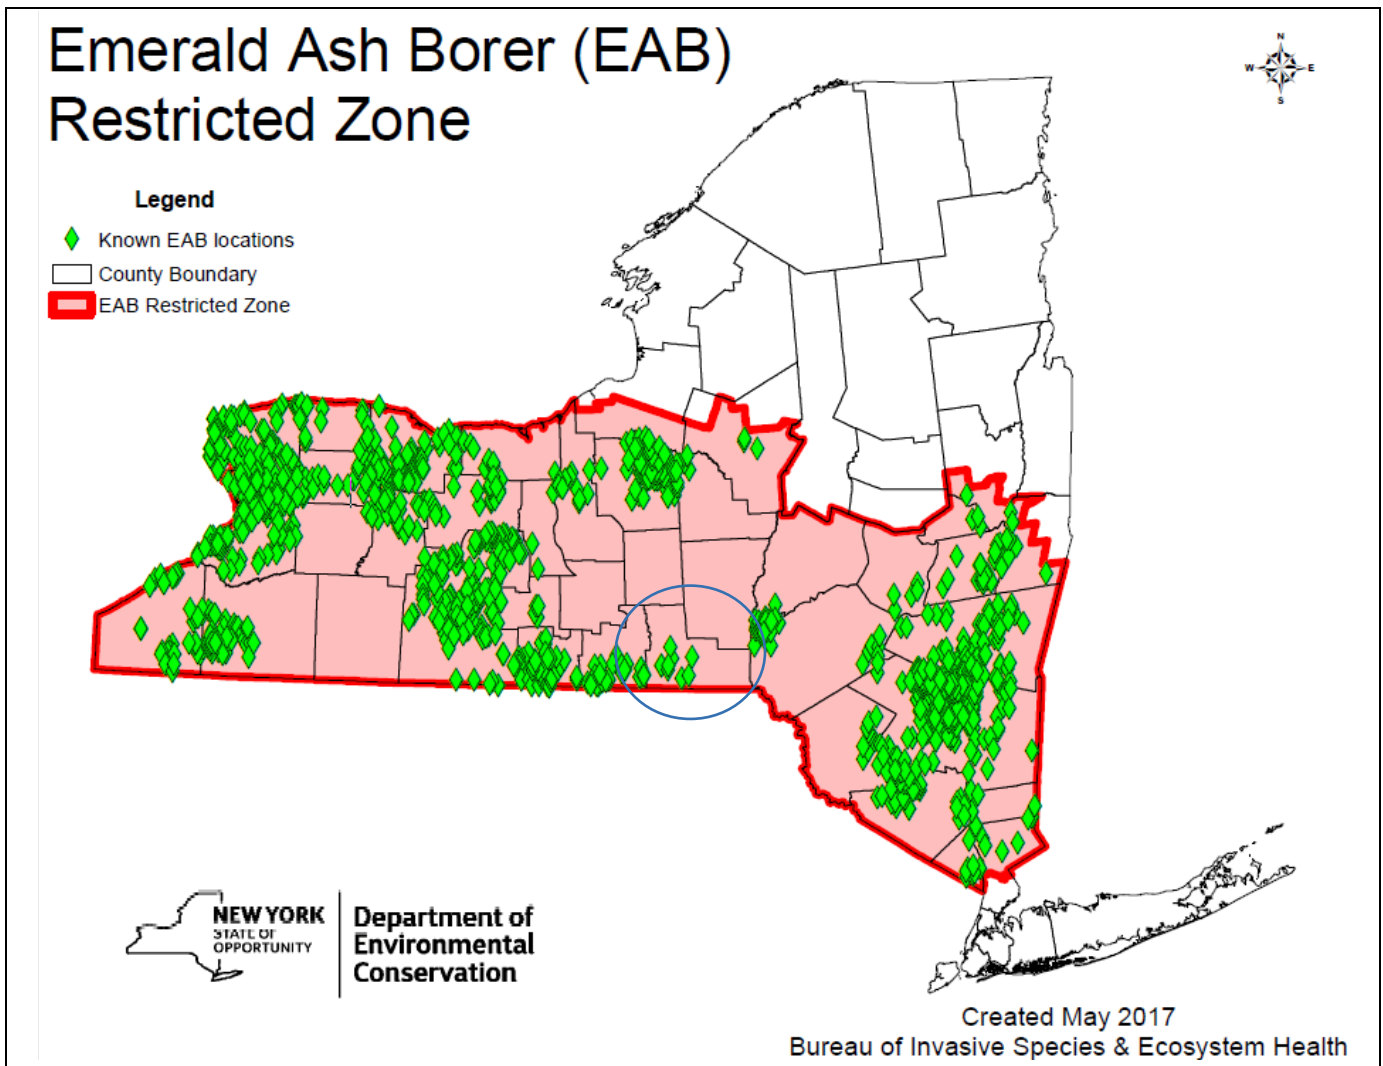 Emerald Ash Borer (EAB)
Restricted Zone
N
W
E
S
Legend
Known EAB locations
County Boundary
EAB Restricted Zone
NEW YORK
STATE OF
OPPORTUNITY
Department of
Environmental
Conservation
Created May 2017
Bureau of Invasive Species & Ecosystem Health